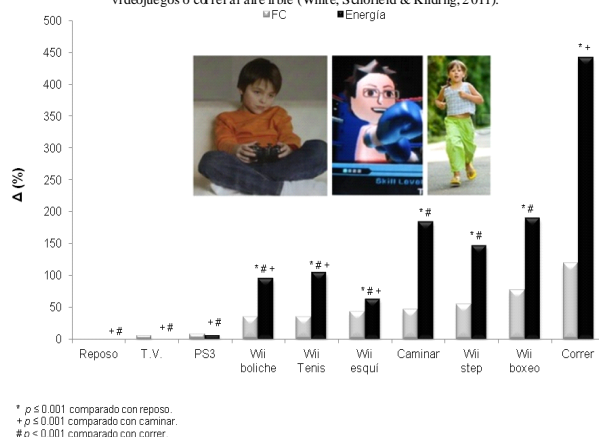 videojuegos o correr al aire libre (White, Schofield & Kilding, 2011).
FC Energía
500
450
400
350
300
250
200
150
100
50
0
Δ (%)
Skill Level
+ #
+ #
+ #
* # +
* # +
* # +
* #
* #
* #
* +
Reposo
T.V.
PS3
Wii boliche
Wii Tenis
Wii esquí
Caminar
Wii step
Wii boxeo
Correr
* p ≤ 0.001 comparado con reposo.
+ p ≤ 0.001 comparado con caminar.
# p ≤ 0.001 comparado con correr.